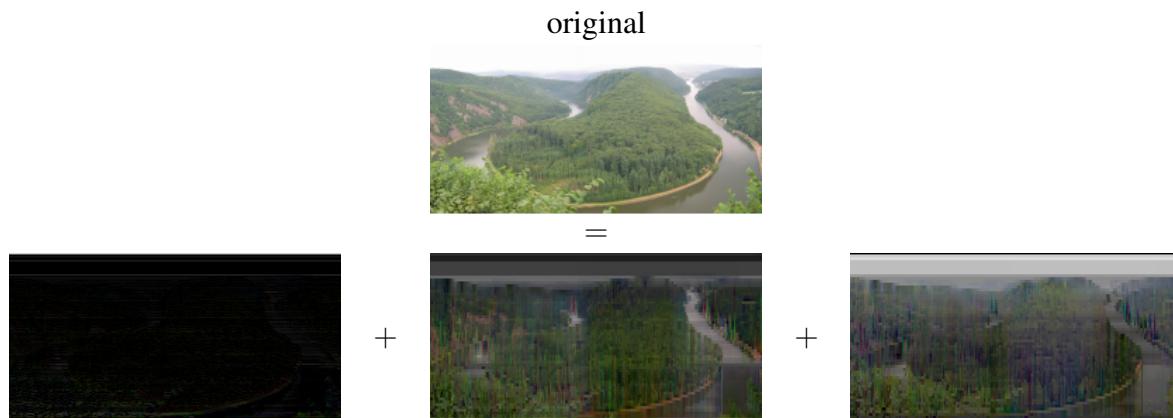 original
=
+ +